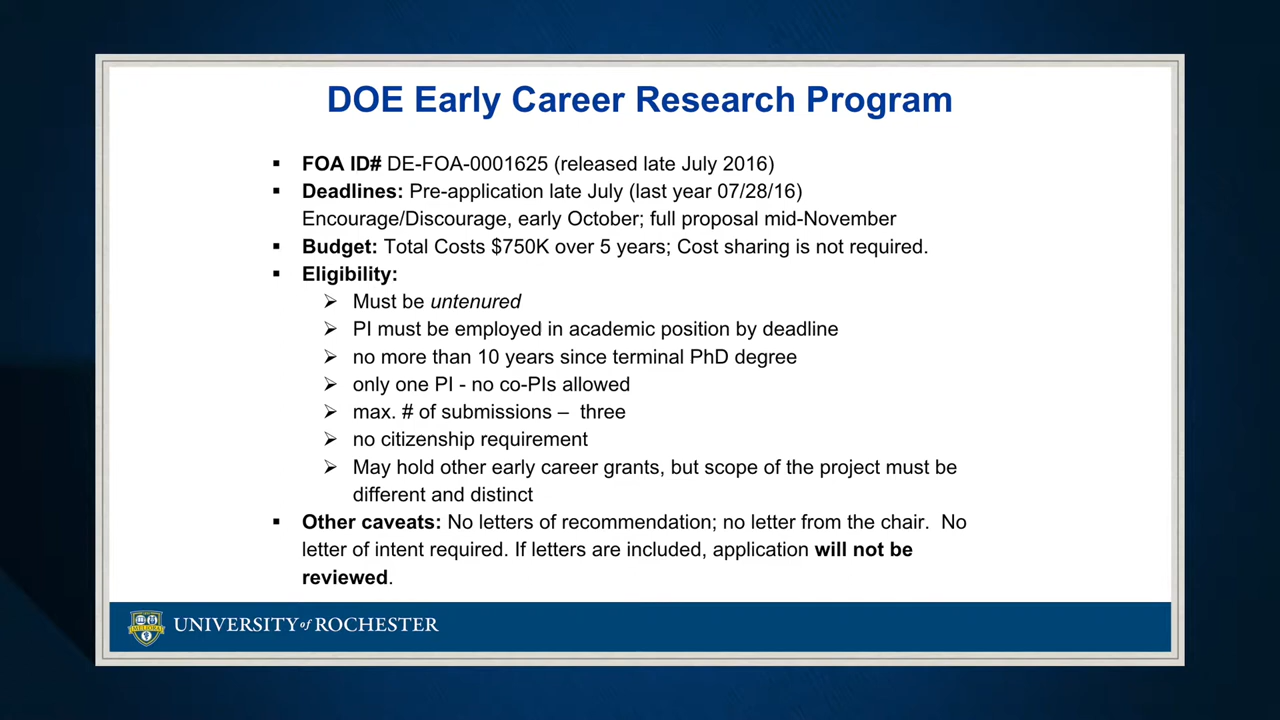 DOE Early Career Research Program
▪ FOA ID# DE-FOA-0001625 (released late July 2016)
▪ Deadlines: Pre-application late July (last year 07/28/16)
Encourage/Discourage, early October; full proposal mid-November
▪ Budget: Total Costs $750K over 5 years; Cost sharing is not required.
▪ Eligibility:
➢ Must be untenured
➢ PI must be employed in academic position by deadline
➢ no more than 10 years since terminal PhD degree
➢ only one PI - no co-PIs allowed
➢ max. # of submissions – three
➢ no citizenship requirement
➢ May hold other early career grants, but scope of the project must be
different and distinct
▪ Other caveats: No letters of recommendation; no letter from the chair. No
letter of intent required. If letters are included, application will not be
reviewed.
MELIORA
UNIVERSITY of ROCHESTER